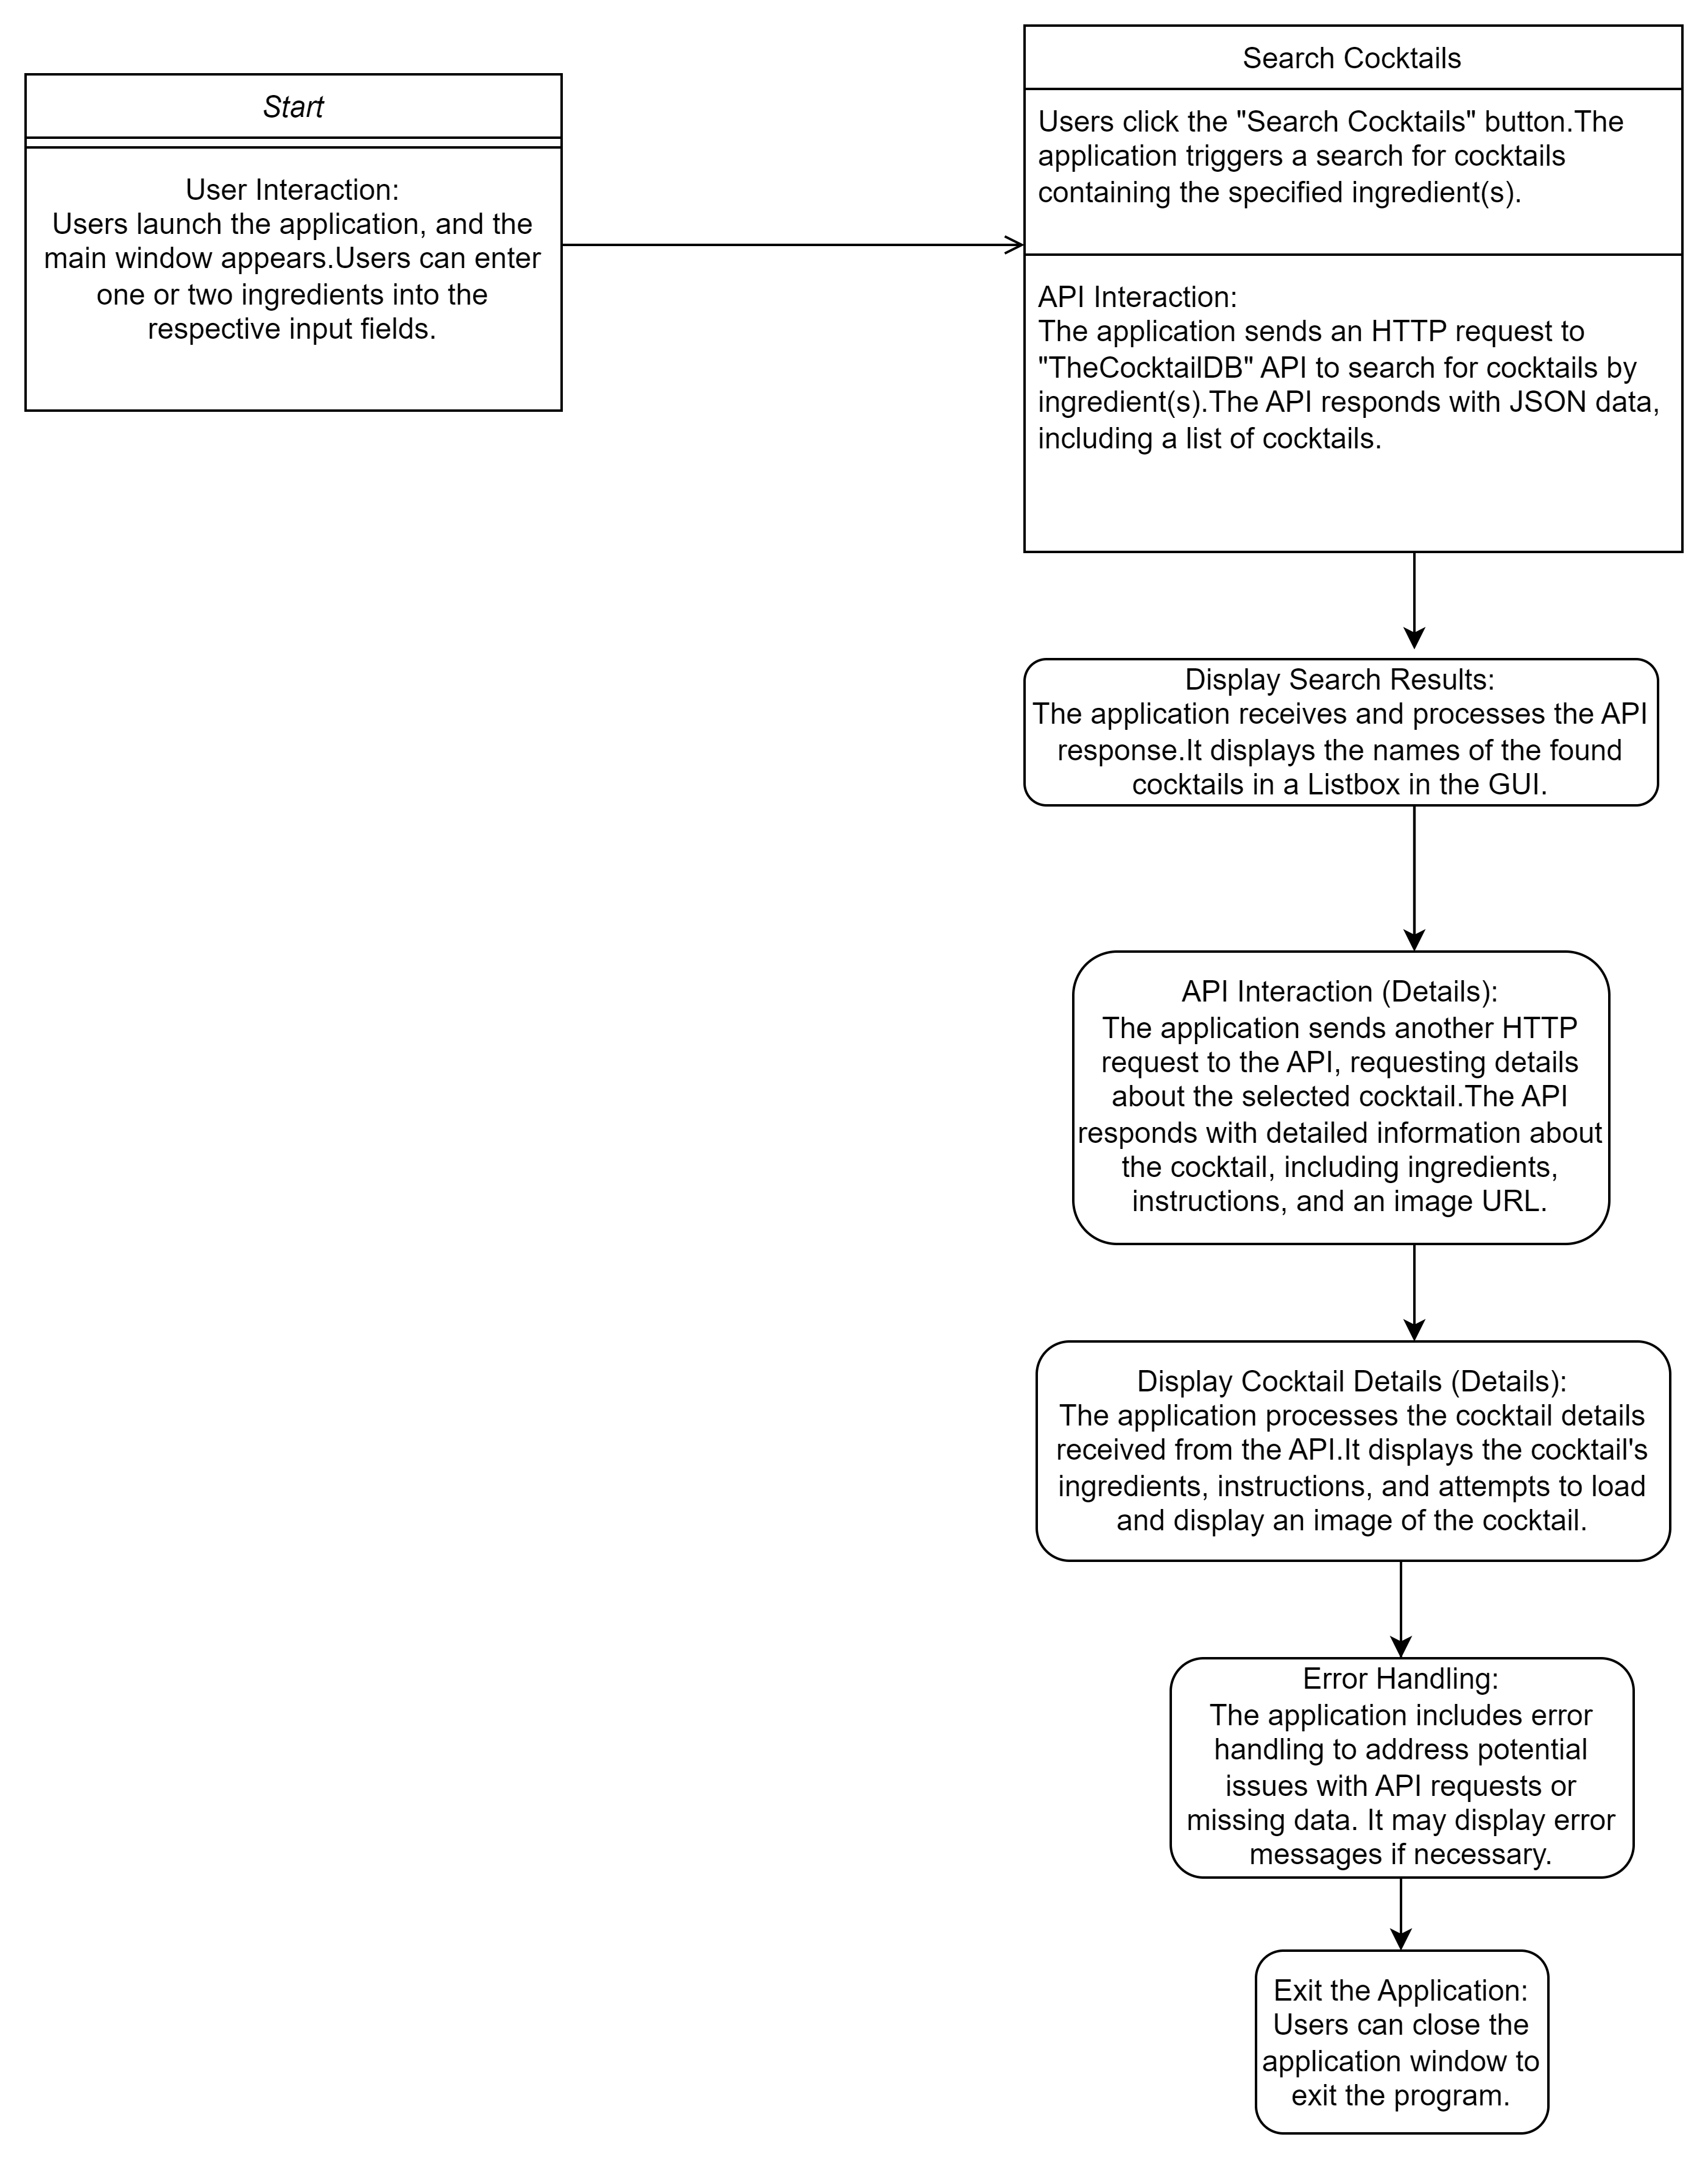 Start
User Interaction:
Users launch the application, and the
main window appears.Users can enter
one or two ingredients into the
respective input fields.
Search Cocktails
Users click the "Search Cocktails" button.The
application triggers a search for cocktails
containing the specified ingredient(s).
API Interaction:
The application sends an HTTP request to
"TheCocktailDB" API to search for cocktails by
ingredient(s).The API responds with JSON data,
including a list of cocktails.
Display Search Results:
The application receives and processes the API
response.It displays the names of the found
cocktails in a Listbox in the GUI.
API Interaction (Details):
The application sends another HTTP
request to the API, requesting details
about the selected cocktail.The API
responds with detailed information about
the cocktail, including ingredients,
instructions, and an image URL.
Display Cocktail Details (Details):
The application processes the cocktail details
received from the API.It displays the cocktail's
ingredients, instructions, and attempts to load
and display an image of the cocktail.
Error Handling:
The application includes error
handling to address potential
issues with API requests or
missing data. It may display error
messages if necessary.
Exit the Application:
Users can close the
application window to
exit the program.